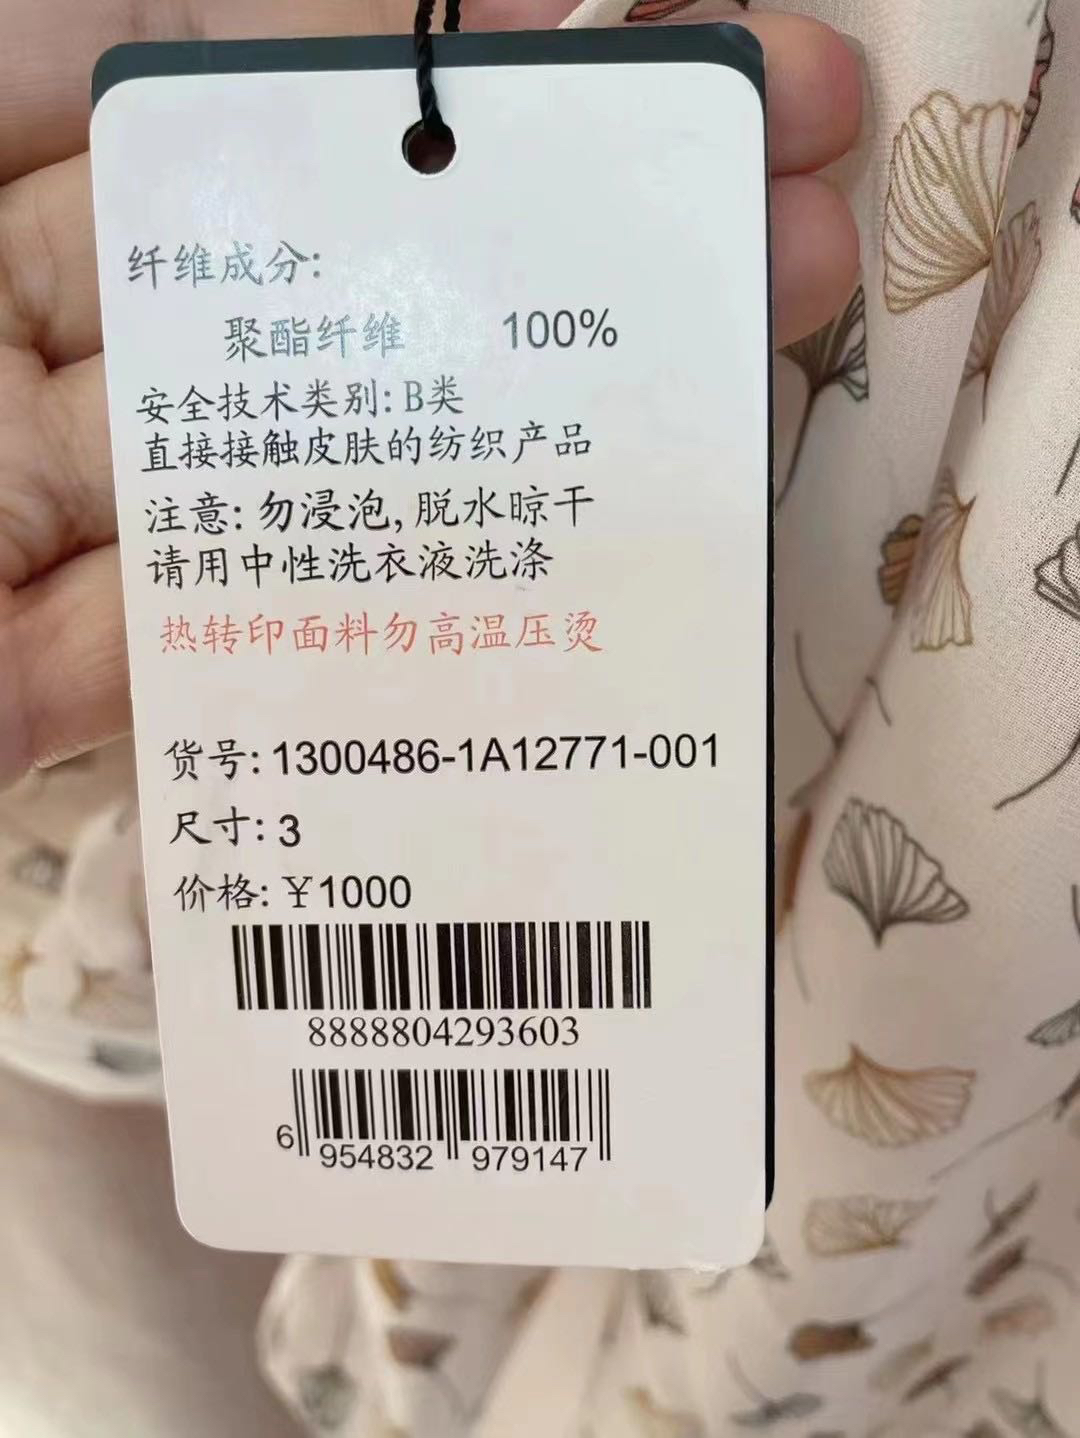 纤维成分:
聚酯纤维 100%
安全技术类别: B类
直接接触皮肤的纺织产品
注意: 勿浸泡, 脱水晾干
请用中性洗衣液洗涤
热转印面料勿高温压烫
货号: 1300486-1A12771-001
尺寸: 3
价格: ¥1000
8888804293603
6 954832 979147